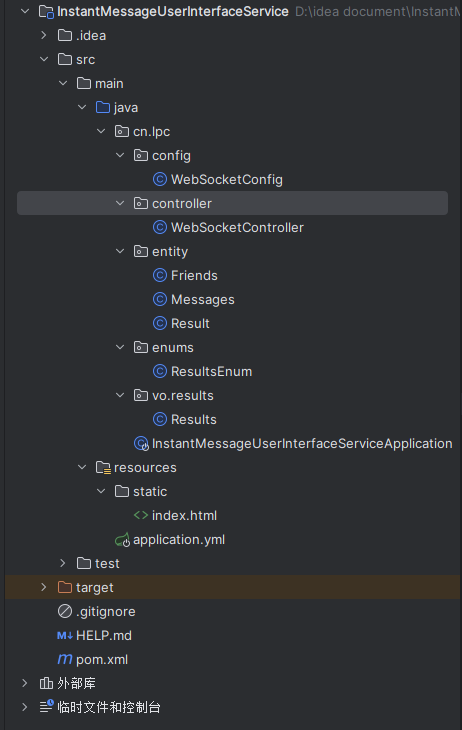 InstantMessageUserInterfaceService D:\idea document\InstantM
.idea
src
main
java
cn.lpc
config
WebSocketConfig
controller
WebSocketController
entity
Friends
Messages
Result
enums
ResultsEnum
vo.results
Results
InstantMessageUserInterfaceServiceApplication
resources
static
index.html
application.yml
test
target
.gitignore
HELP.md
pom.xml
外部库
临时文件和控制台